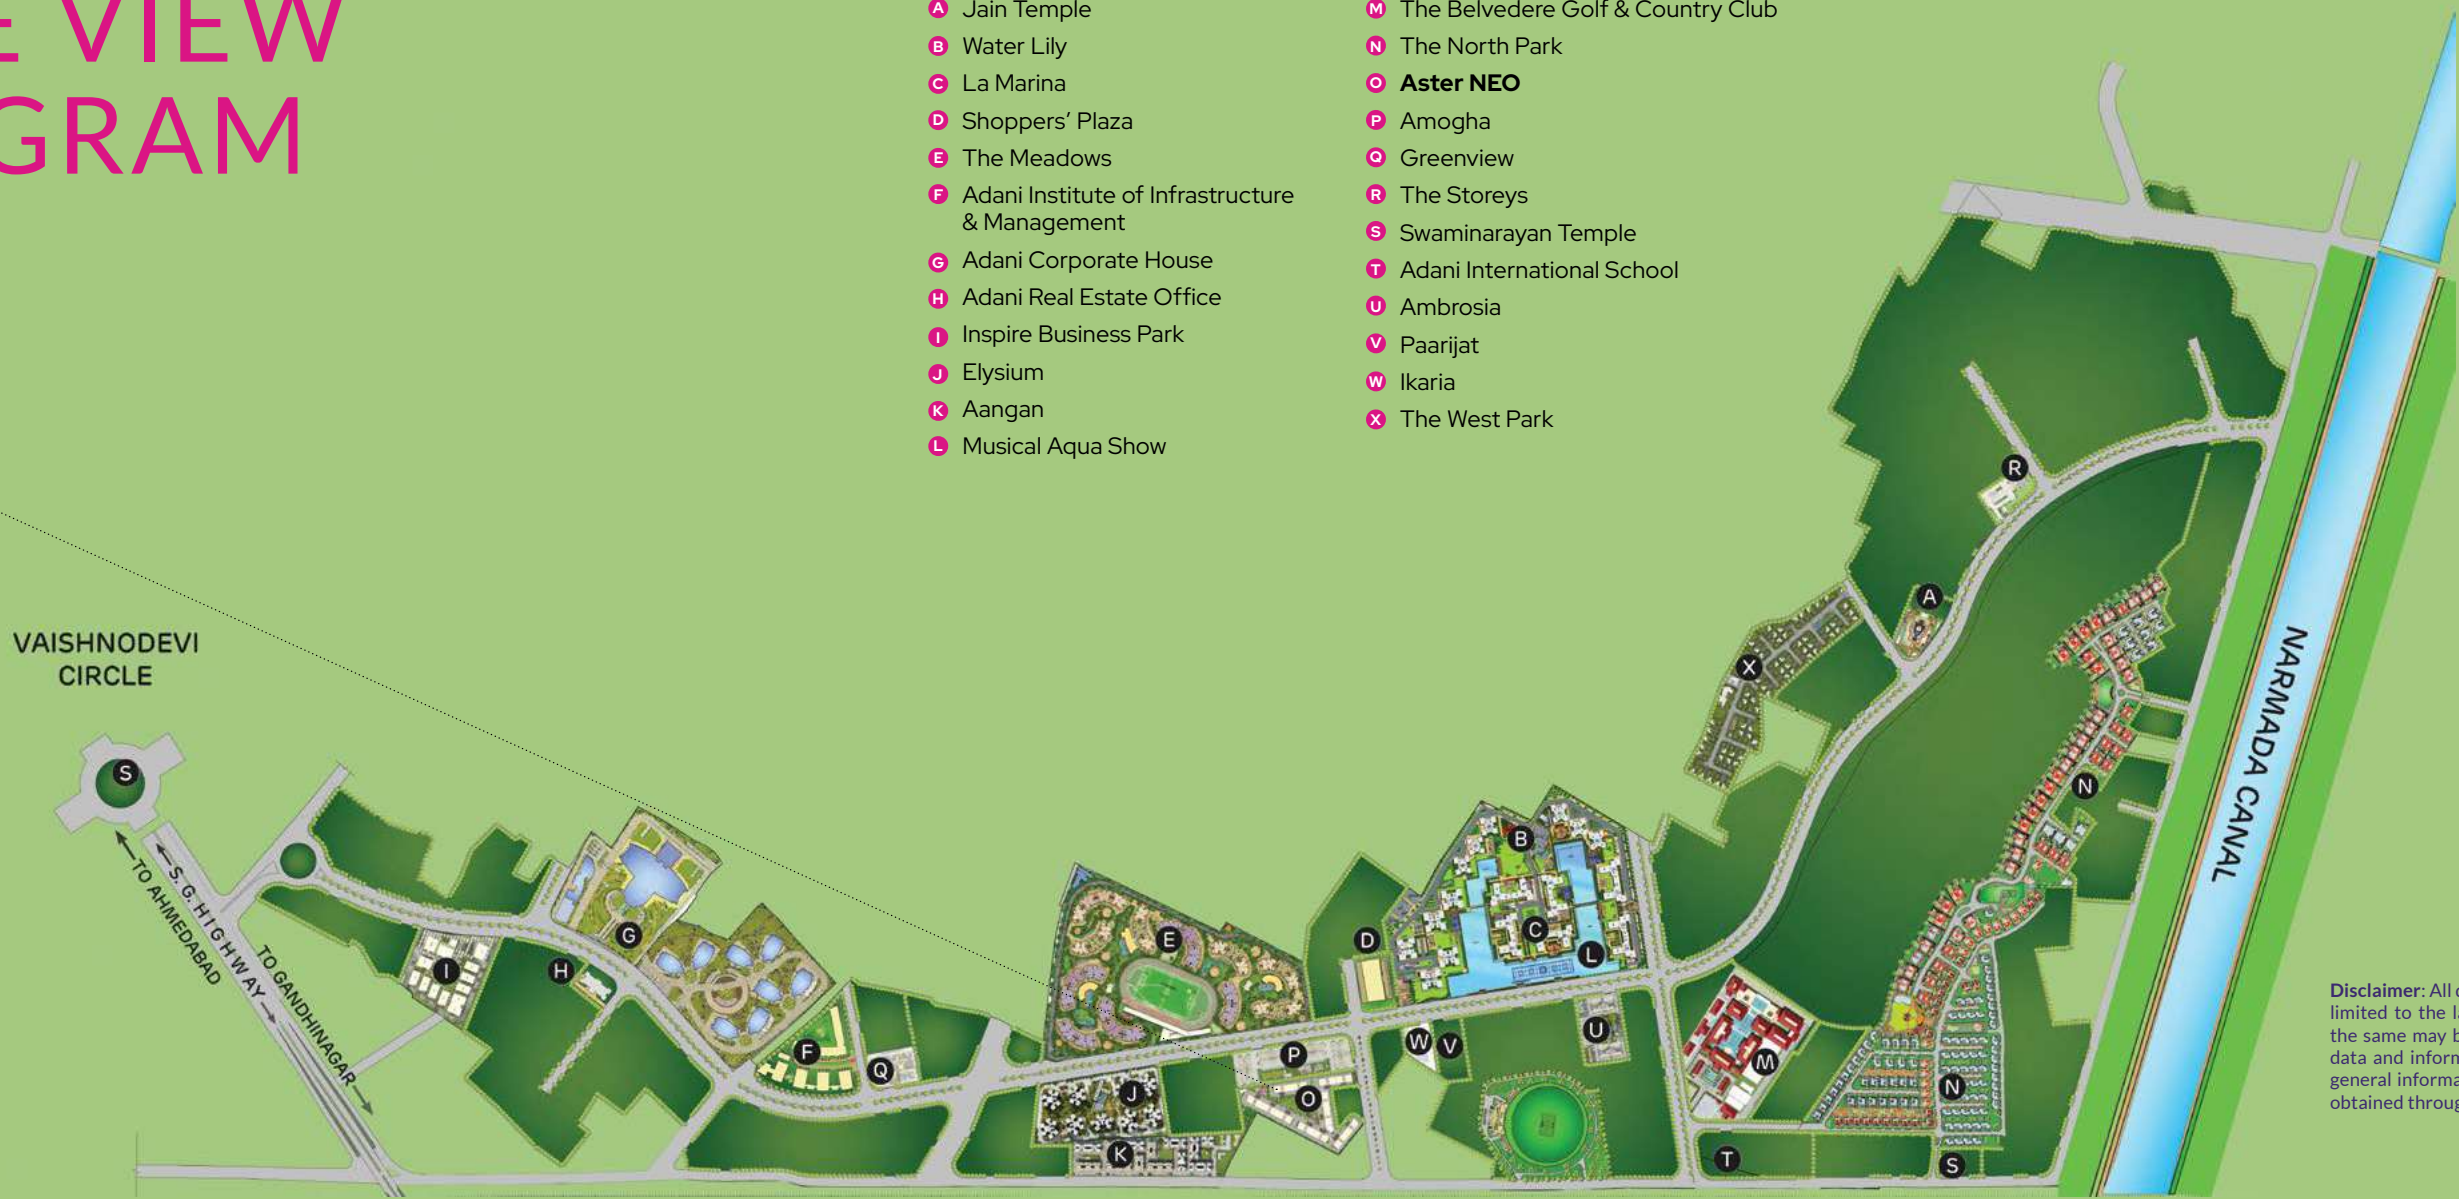 E VIEW
GRAM
A Jain Temple
B Water Lily
C La Marina
D Shoppers’ Plaza
E The Meadows
F Adani Institute of Infrastructure
& Management
G Adani Corporate House
H Adani Real Estate Office
I Inspire Business Park
J Elysium
K Aangan
L Musical Aqua Show
M The Belvedere Golf & Country Club
N The North Park
O Aster NEO
P Amogha
Q Greenview
R The Storeys
S Swaminarayan Temple
T Adani International School
U Ambrosia
V Paarijat
W Ikaria
X The West Park
VAISHNODEVI
CIRCLE
S
TO AHMEDABAD
S. G. HIGHWAY
TO GANDHINAGAR
I
H
G
F
Q
E
J
K
P
O
D
B
C
L
W
V
U
X
A
R
M
N
N
T
S
NARMADA CANAL
Disclaimer: All
limited to the
the same may
data and
general
obtained